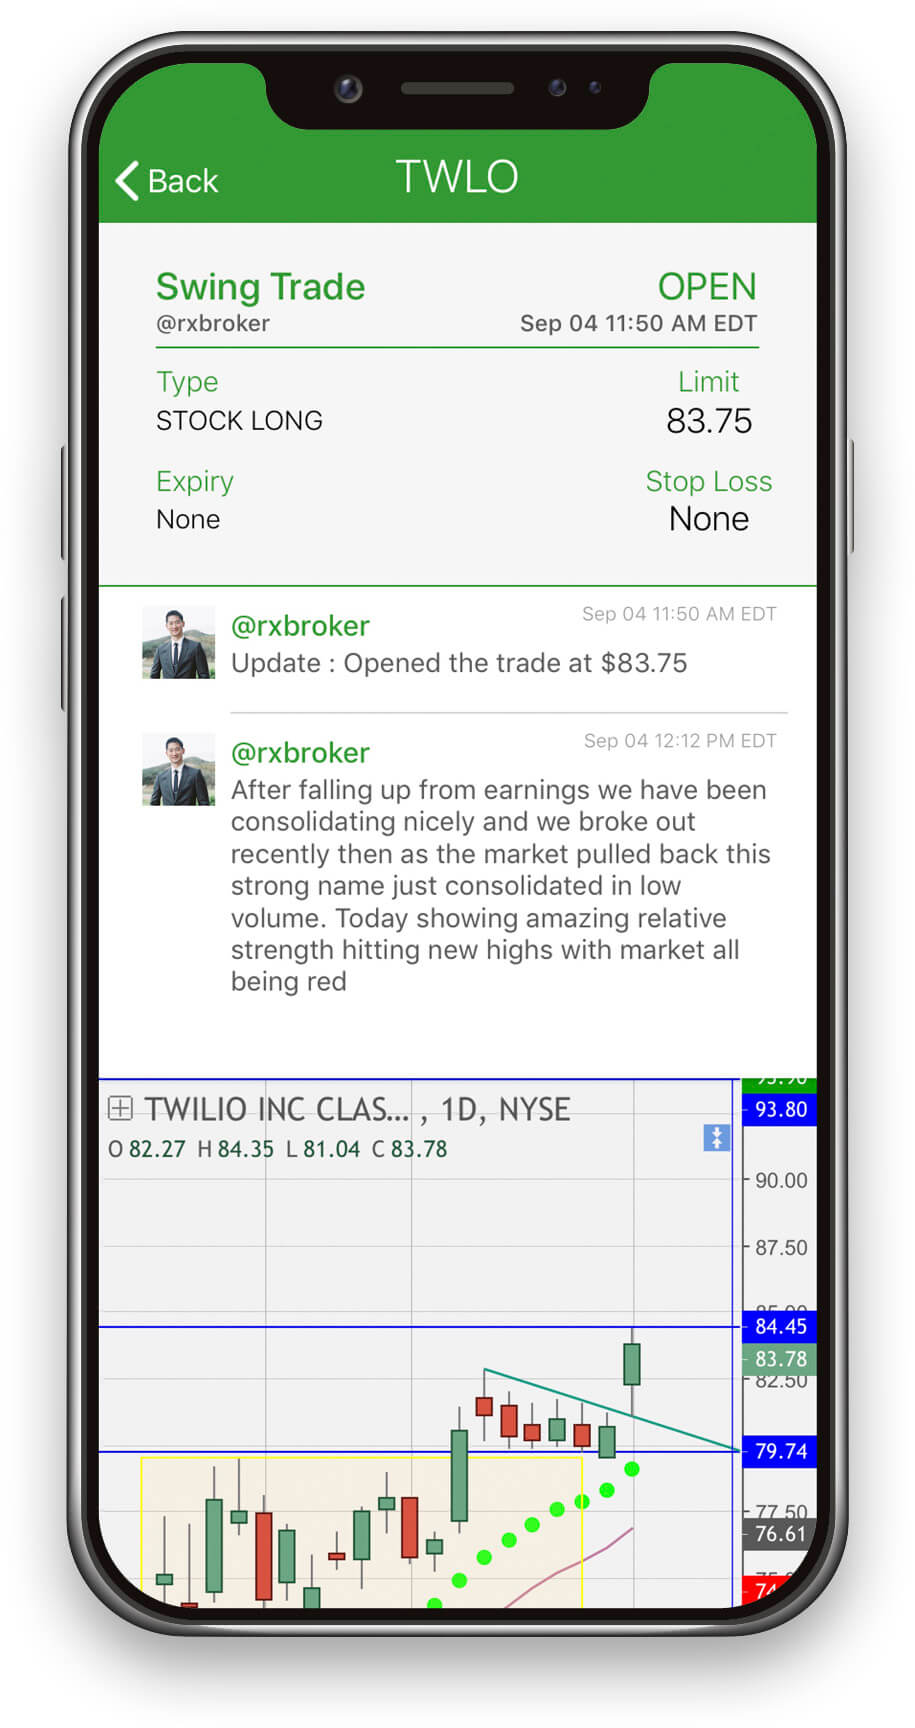 Back
TWLO
Swing Trade
OPEN
@rxbroker
Sep 04 11:50 AM EDT
Type
Limit
STOCK LONG
83.75
Expiry
Stop Loss
None
None
Sep 04 11:50 AM EDT
@rxbroker
Update : Opened the trade at $83.75
Sep 04 12:12 PM EDT
@rxbroker
After falling up from earnings we have been
consolidating nicely and we broke out
recently then as the market pulled back this
strong name just consolidated in low
volume. Today showing amazing relative
strength hitting new highs with market all
being red
TWILIO INC CLAS... , 1D, NYSE
O 82.27 H 84.35 L 81.04 C 83.78
93.80
90.00
87.50
85.00
84.45
83.78
82.50
79.74
77.50
76.61